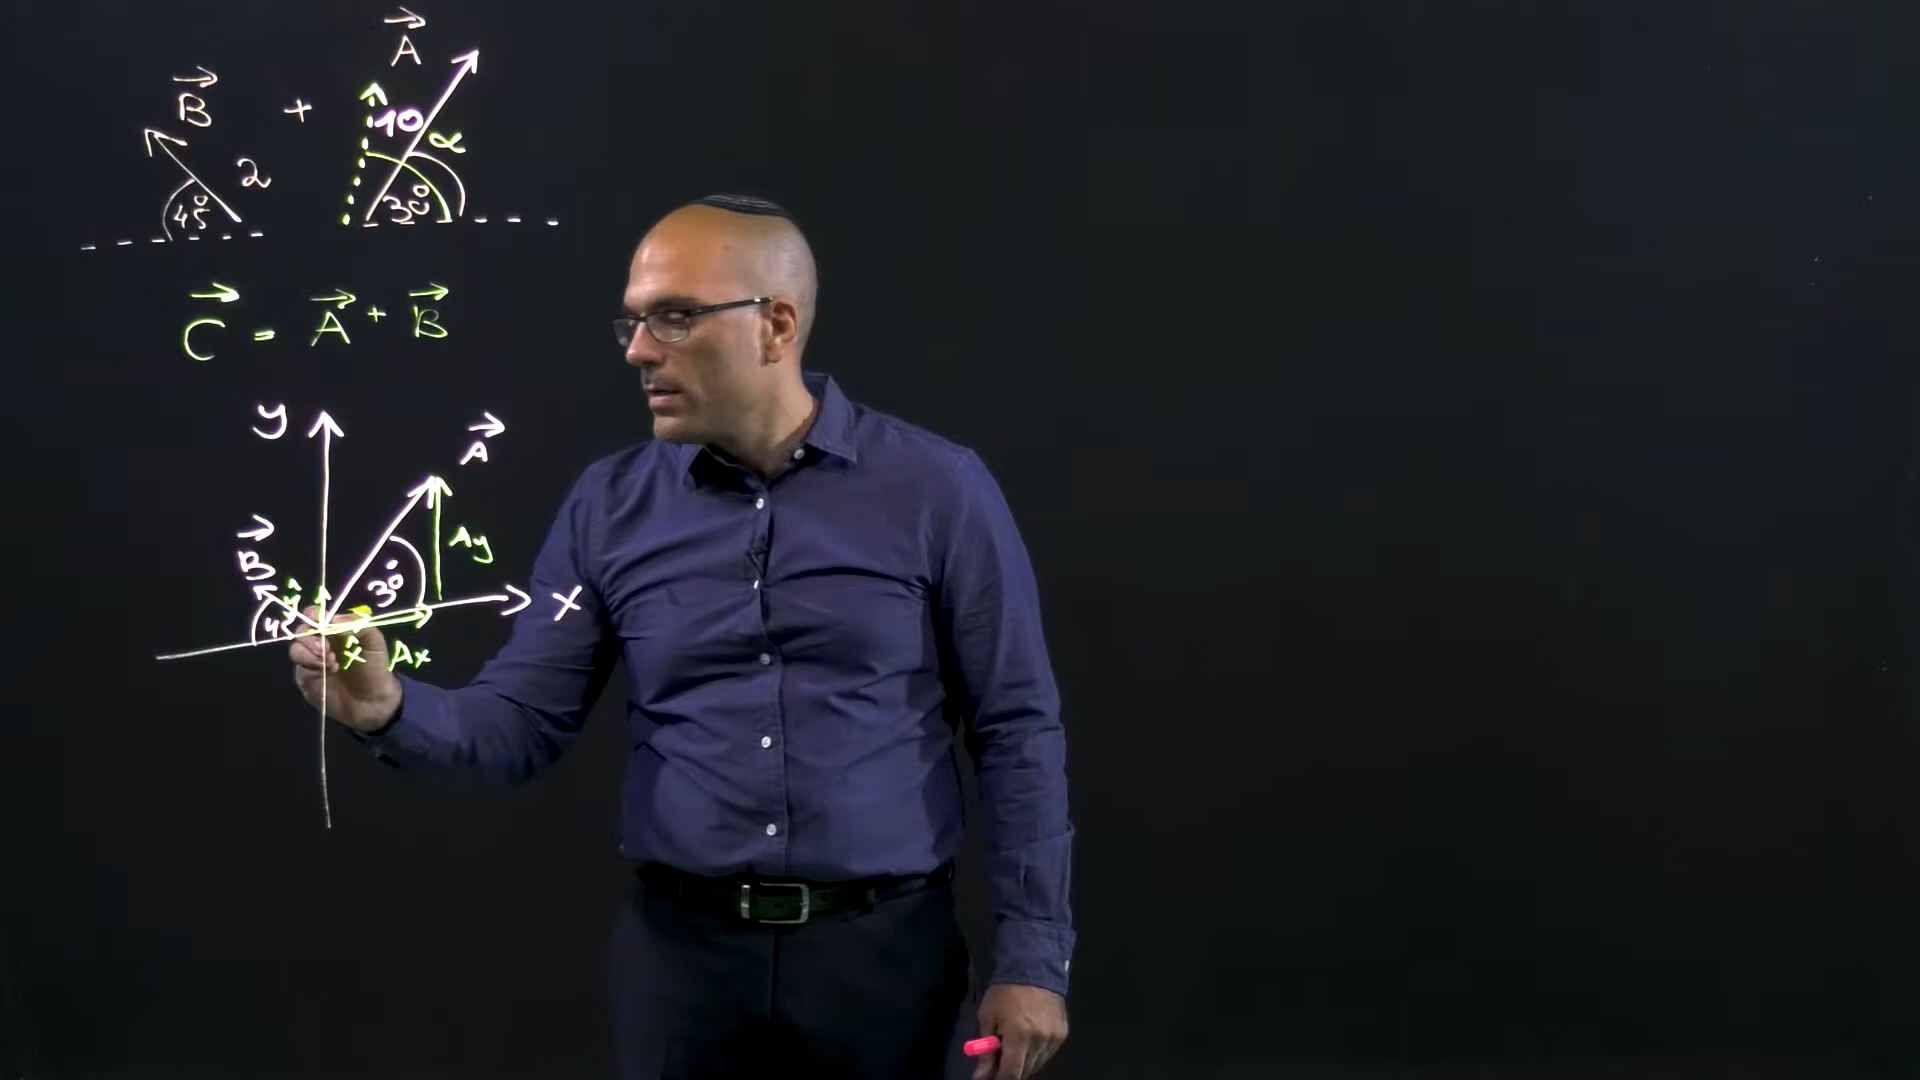 B⃗ + A⃗
2 10 α
45° 30°
C⃗ = A⃗ + B⃗
y A⃗
B⃗ Ay
ŷ 30° x
45
x̂ Ax